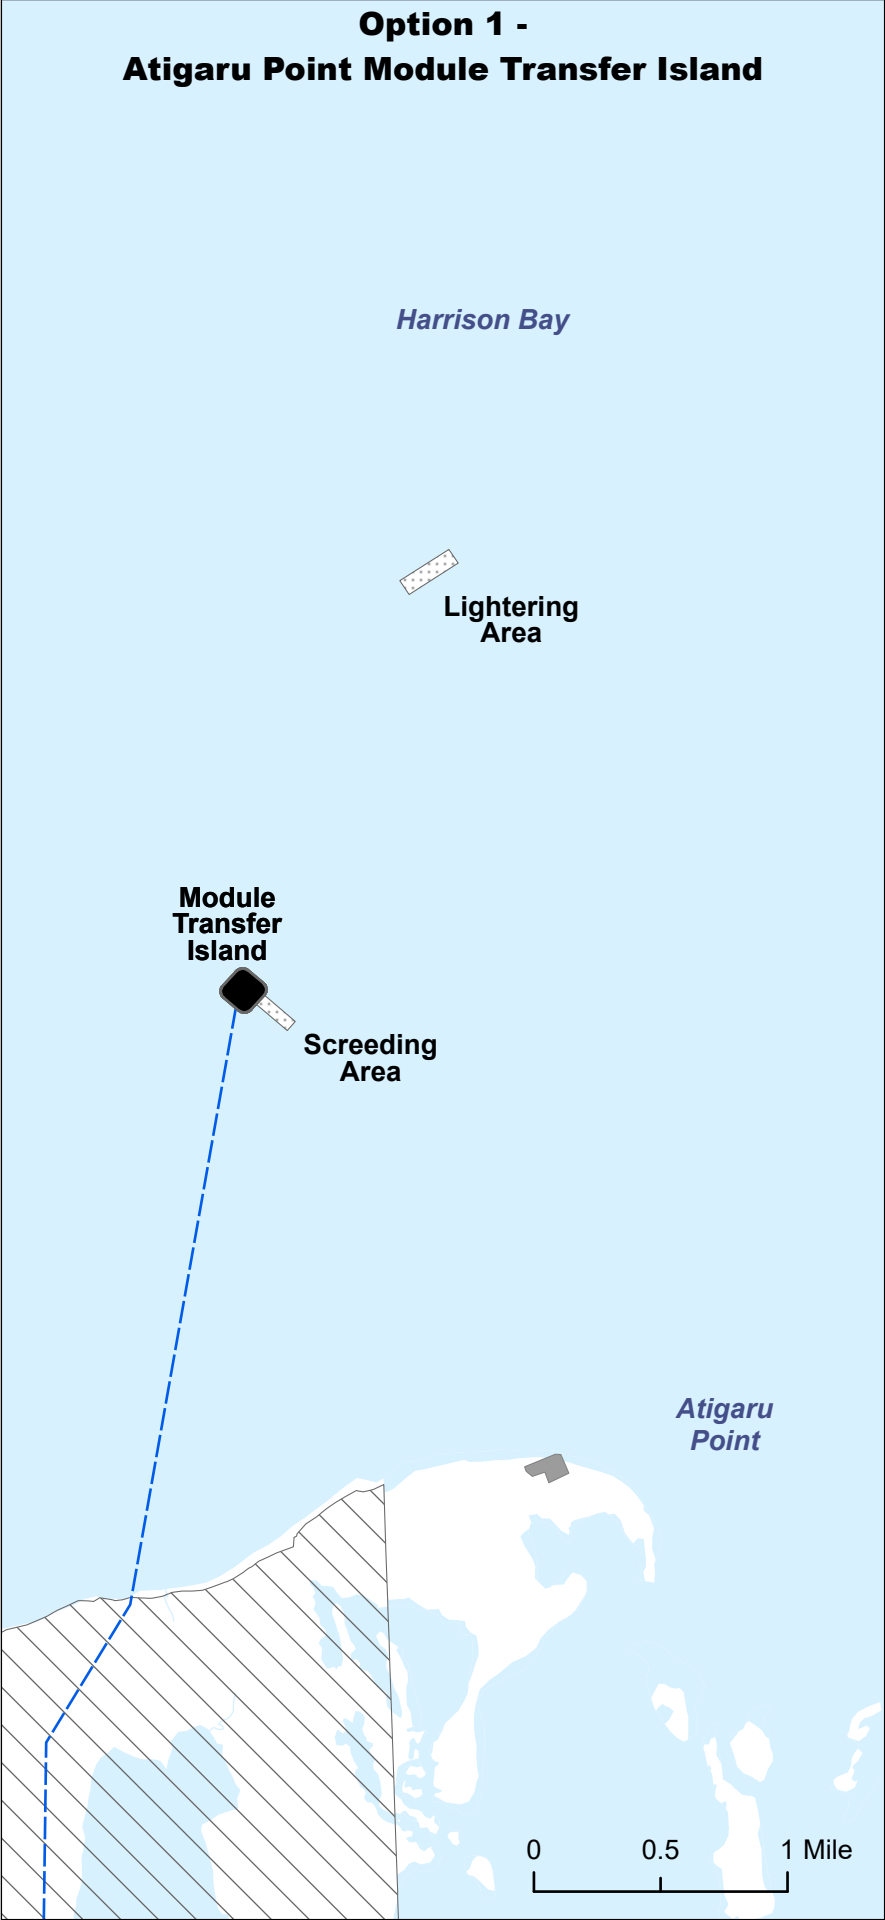 Option 1 -
Atigaru Point Module Transfer Island
Harrison Bay
Lightering
Area
Module
Transfer
Island
Screeding
Area
Atigaru
Point
0 0.5 1 Mile